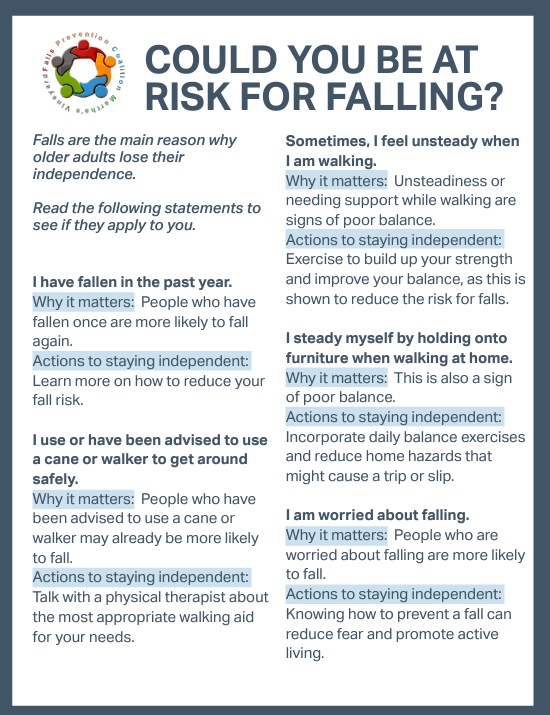 Falls Prevention Coalition Martha's Vineyard
COULD YOU BE AT
RISK FOR FALLING?
Falls are the main reason why
older adults lose their
independence.
Read the following statements to
see if they apply to you.
I have fallen in the past year.
Why it matters: People who have
fallen once are more likely to fall
again.
Actions to staying independent:
Learn more on how to reduce your
fall risk.
I use or have been advised to use
a cane or walker to get around
safely.
Why it matters: People who have
been advised to use a cane or
walker may already be more likely
to fall.
Actions to staying independent:
Talk with a physical therapist about
the most appropriate walking aid
for your needs.
Sometimes, I feel unsteady when
I am walking.
Why it matters: Unsteadiness or
needing support while walking are
signs of poor balance.
Actions to staying independent:
Exercise to build up your strength
and improve your balance, as this is
shown to reduce the risk for falls.
I steady myself by holding onto
furniture when walking at home.
Why it matters: This is also a sign
of poor balance.
Actions to staying independent:
Incorporate daily balance exercises
and reduce home hazards that
might cause a trip or slip.
I am worried about falling.
Why it matters: People who are
worried about falling are more likely
to fall.
Actions to staying independent:
Knowing how to prevent a fall can
reduce fear and promote active
living.